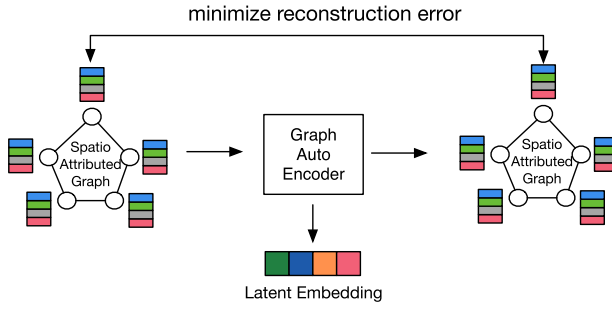 minimize reconstruction error
Spatio
Attributed
Graph
Graph
Auto
Encoder
Spatio
Attributed
Graph
Latent Embedding